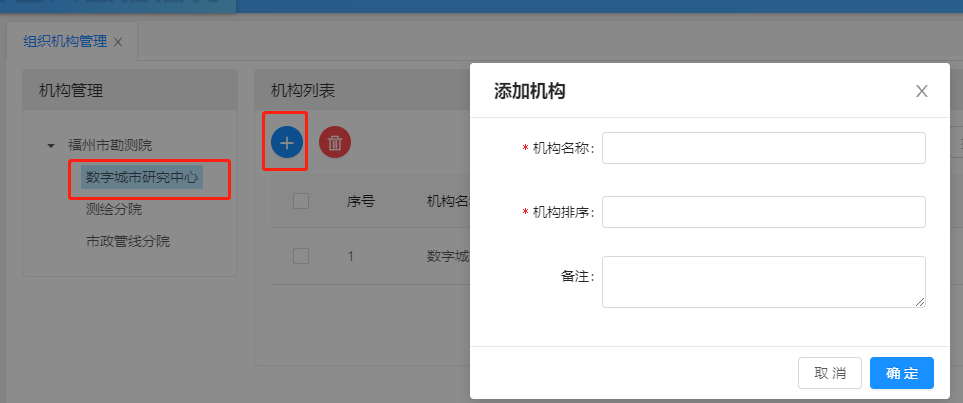 组织机构管理
机构管理
福州市勘测院
数字城市研究中心
测绘分院
市政管线分院
机构列表
序号
机构名
1
数字城
添加机构
* 机构名称:
* 机构排序:
备注:
取 消
确 定